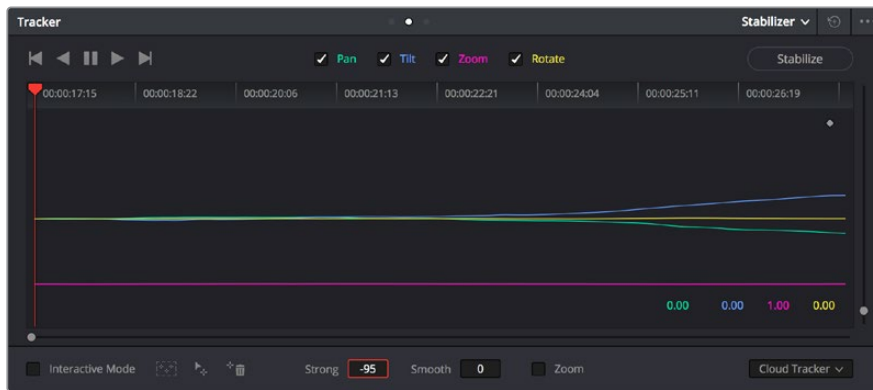 Tracker Stabilizer
Pan Tilt Zoom Rotate Stabilize
00:00:17:15 00:00:18:22 00:00:20:06 00:00:21:13 00:00:22:21 00:00:24:04 00:00:25:11 00:00:26:19
0.00 0.00 1.00 0.00
Interactive Mode Strong -95 Smooth 0 Zoom Cloud Tracker